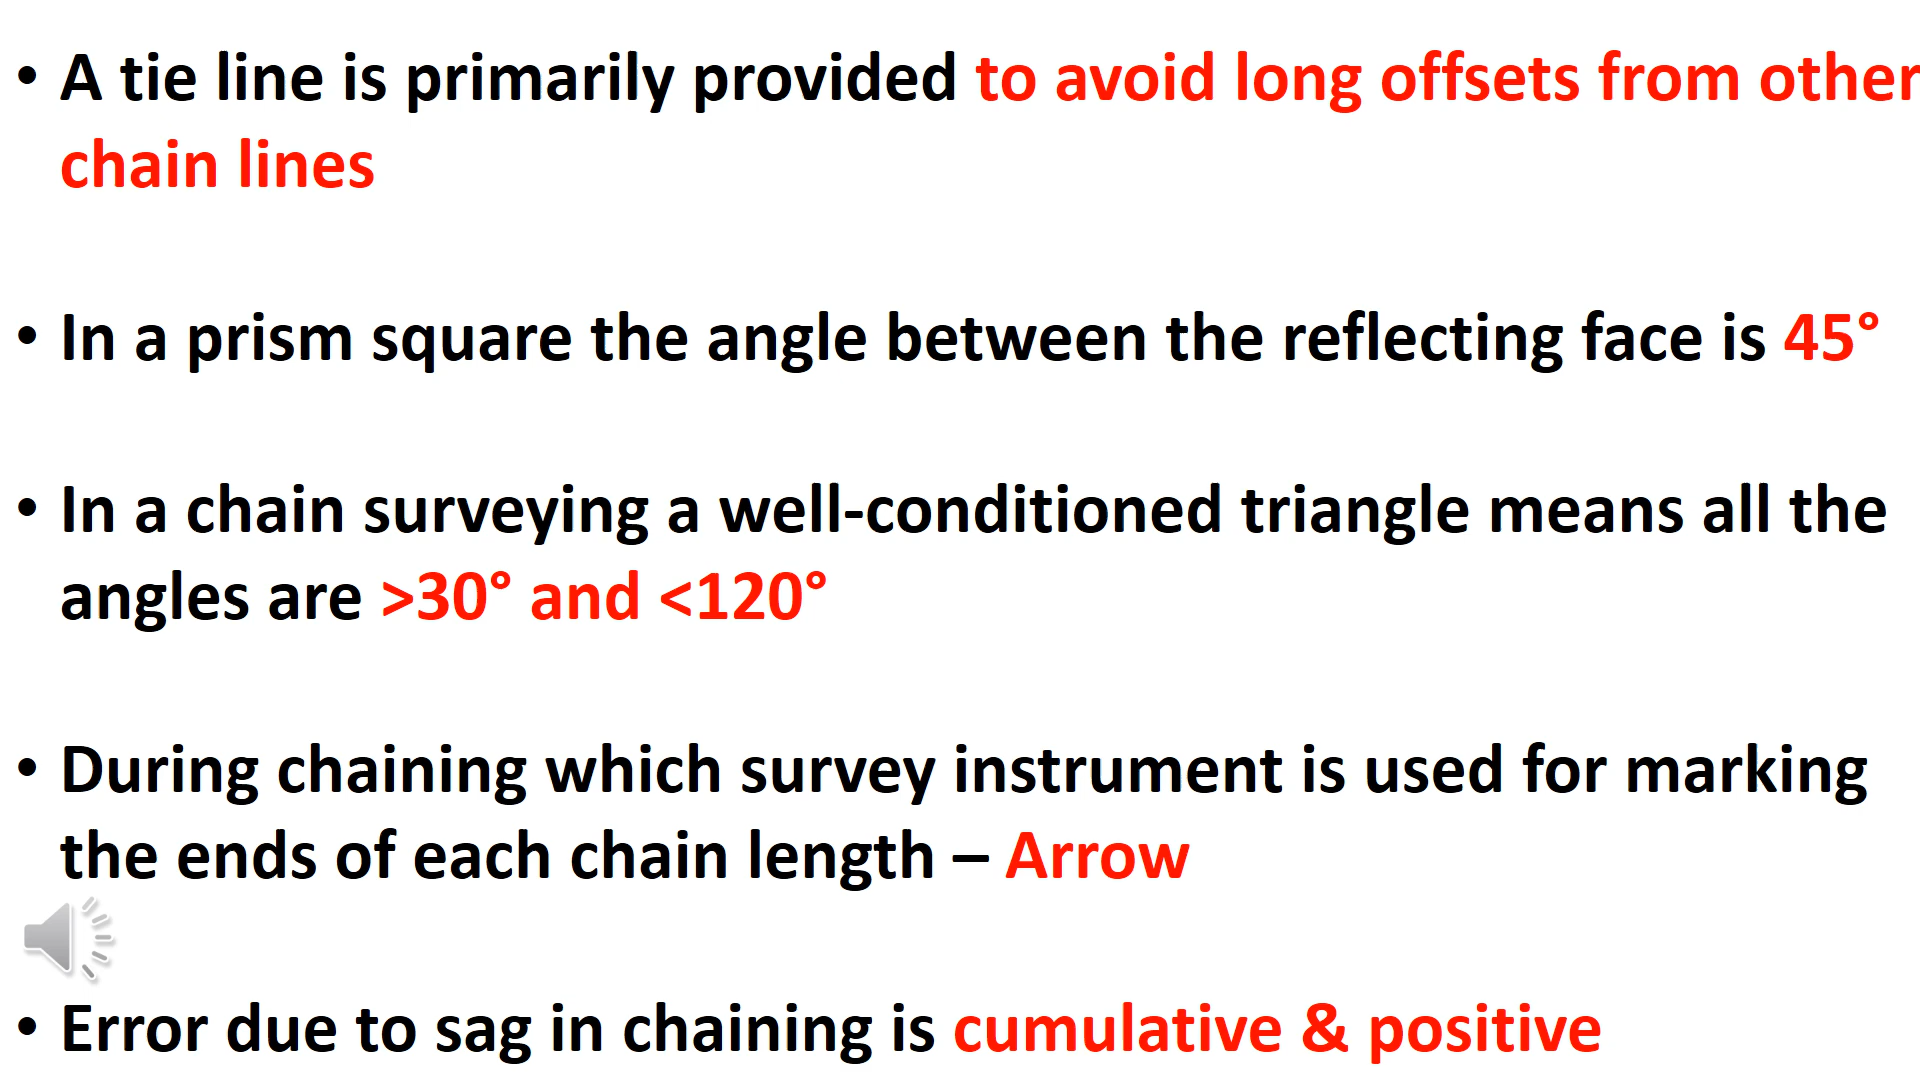 • A tie line is primarily provided to avoid long offsets from other
chain lines
• In a prism square the angle between the reflecting face is 45°
• In a chain surveying a well-conditioned triangle means all the
angles are >30° and <120°
• During chaining which survey instrument is used for marking
the ends of each chain length – Arrow
• Error due to sag in chaining is cumulative & positive